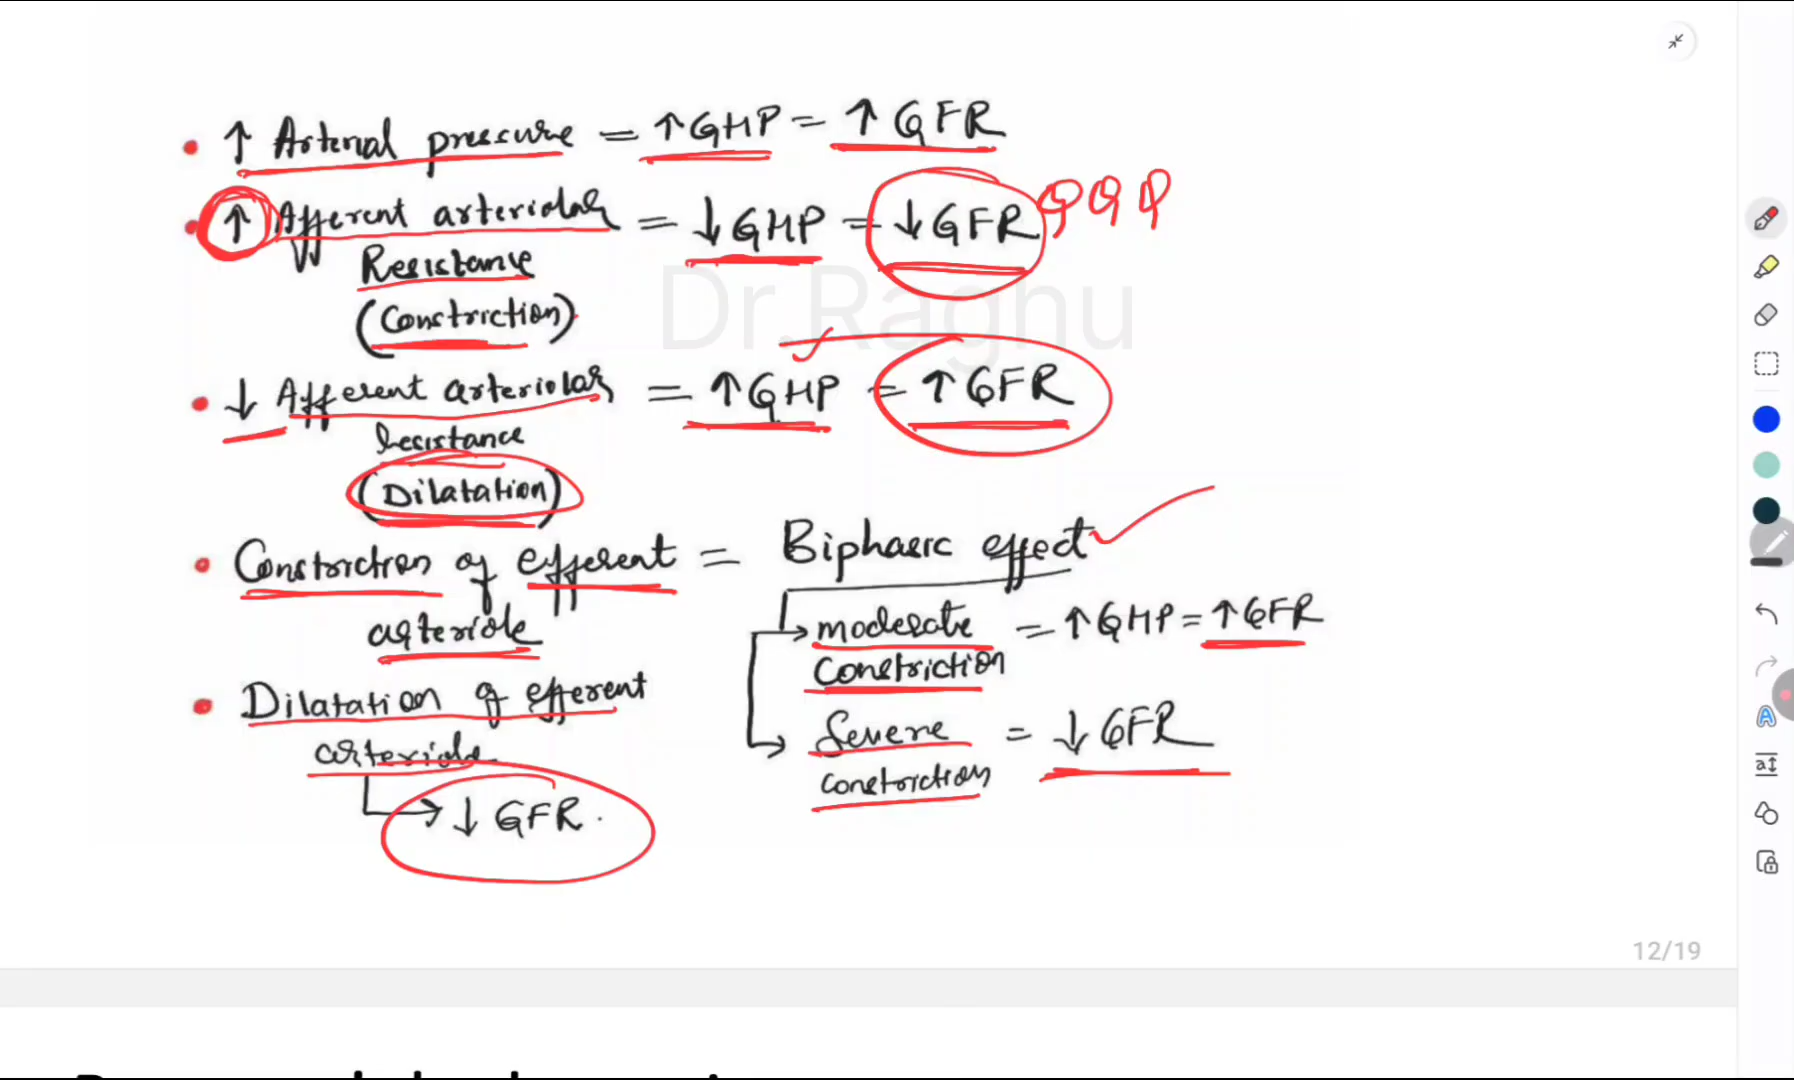 ↑ Arterial pressure = ↑GHP = ↑ GFR
↑ Afferent arteriolar = ↓GHP = ↓GFR
Resistance
(Constriction)
Dr.Raghu
↓ Afferent arteriolar = ↑GHP = ↑GFR
Resistance
(Dilatation)
Constriction of efferent = Biphasic effect
arteriole
moderate = ↑GHP = ↑GFR
Constriction
Dilatation of efferent
arteriole
Severe = ↓ GFR
constriction
→ ↓ GFR.
12/19